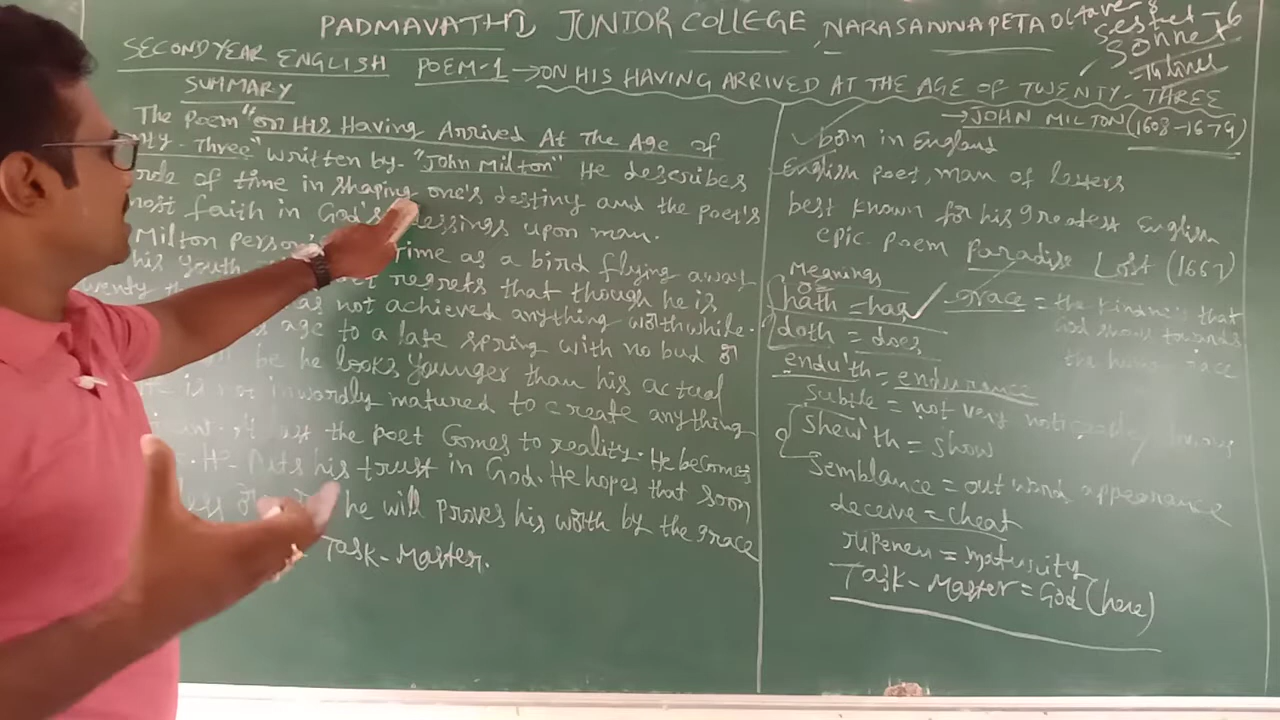 PADMAVATHI JUNIOR COLLEGE, NARASANNAPETA
Octave-8
Sestet-6
Sonnet
-14 lines
SECOND YEAR ENGLISH POEM-1 → ON HIS HAVING ARRIVED AT THE AGE OF TWENTY-THREE
→ JOHN MILTON (1608-1674)
SUMMARY
The Poem "On His Having Arrived At The Age of
Three" written by- "John Milton" He describes
of time in shaping one's destiny and the poet's
faith in God's upon man.
Milton Time as a bird flying away
his youth regrets that though he is
not achieved anything worthwhile.
age to a late spring with no bud or
be he looks younger than his actual
is not inwardly matured to create anything
the poet Comes to reality. He becomes
He Puts his trust in God. He hopes that soon
he will Proves his worth by the grace
Task-Master.
born in England
English poet, man of letters
best known for his greatest English
epic poem Paradise Lost (1667)
Meanings
hath = has
doth = does
endu'th = endurance
Subtle = not very
shew'th = show
Semblance = outword appearance
deceive = cheat
ripeness = maturity
Task-Master = God (here)
grace = the kindness that
God shows towards
the human race